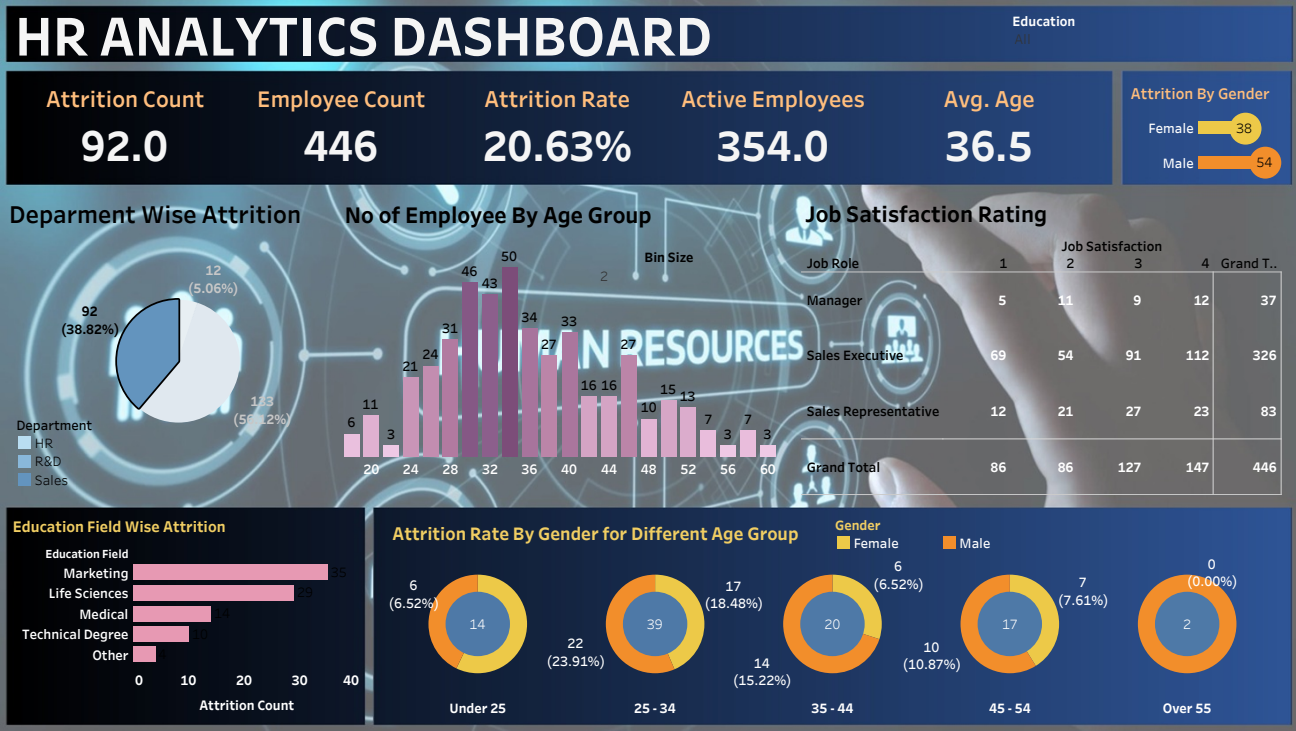 HR ANALYTICS DASHBOARD
Education
All
Attrition Count
92.0
Employee Count
446
Attrition Rate
20.63%
Active Employees
354.0
Avg. Age
36.5
Attrition By Gender
Female 38
Male 54
Deparment Wise Attrition
12
(5.06%)
92
(38.82%)
133
(56.12%)
Department
HR
R&D
Sales
No of Employee By Age Group
Bin Size
2
6 11 3 21 24 31 46 43 50 34 27 33 16 16 27 10 15 13 7 3 7 3
20 24 28 32 36 40 44 48 52 56 60
RESOURCES
Job Satisfaction Rating
Job Satisfaction
Job Role 1 2 3 4 Grand T..
Manager 5 11 9 12 37
Sales Executive 69 54 91 112 326
Sales Representative 12 21 27 23 83
Grand Total 86 86 127 147 446
Education Field Wise Attrition
Education Field
Marketing 35
Life Sciences 29
Medical 14
Technical Degree 10
Other
0 10 20 30 40
Attrition Count
Attrition Rate By Gender for Different Age Group
Gender
Female
Male
6
(6.52%)
14
Under 25
17
(18.48%)
39
22
(23.91%)
25 - 34
6
(6.52%)
20
14
(15.22%)
35 - 44
7
(7.61%)
17
10
(10.87%)
45 - 54
0
(0.00%)
2
Over 55